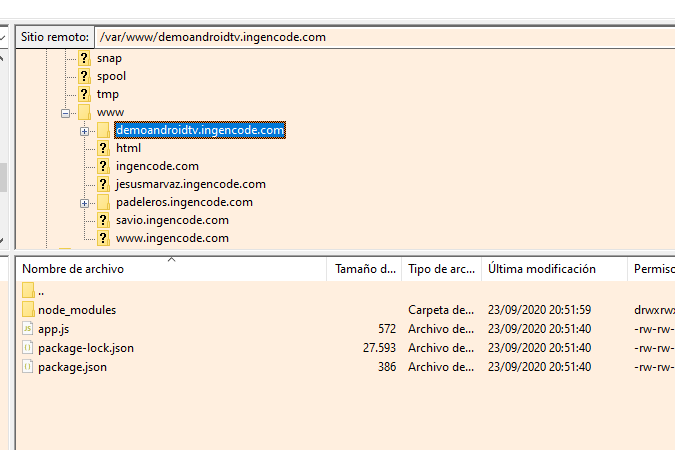 Sitio remoto: /var/www/demoandroidtv.ingencode.com
? snap
? spool
? tmp
www
demoandroidtv.ingencode.com
? html
? ingencode.com
? jesusmarvaz.ingencode.com
padeleros.ingencode.com
? savio.ingencode.com
? www.ingencode.com
Nombre de archivo Tamaño d... Tipo de arc... Última modificación Permiso
..
node_modules Carpeta de... 23/09/2020 20:51:59 drwxrwx
app.js 572 Archivo de... 23/09/2020 20:51:40 -rw-rw-
package-lock.json 27.593 Archivo de... 23/09/2020 20:51:40 -rw-rw-
package.json 386 Archivo de... 23/09/2020 20:51:40 -rw-rw-